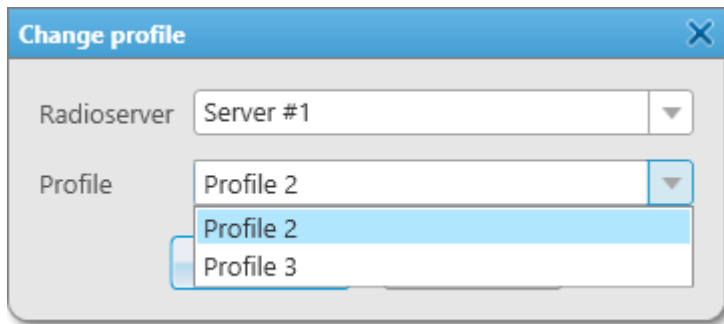 Change profile
Radioserver Server #1
Profile Profile 2
Profile 2
Profile 3